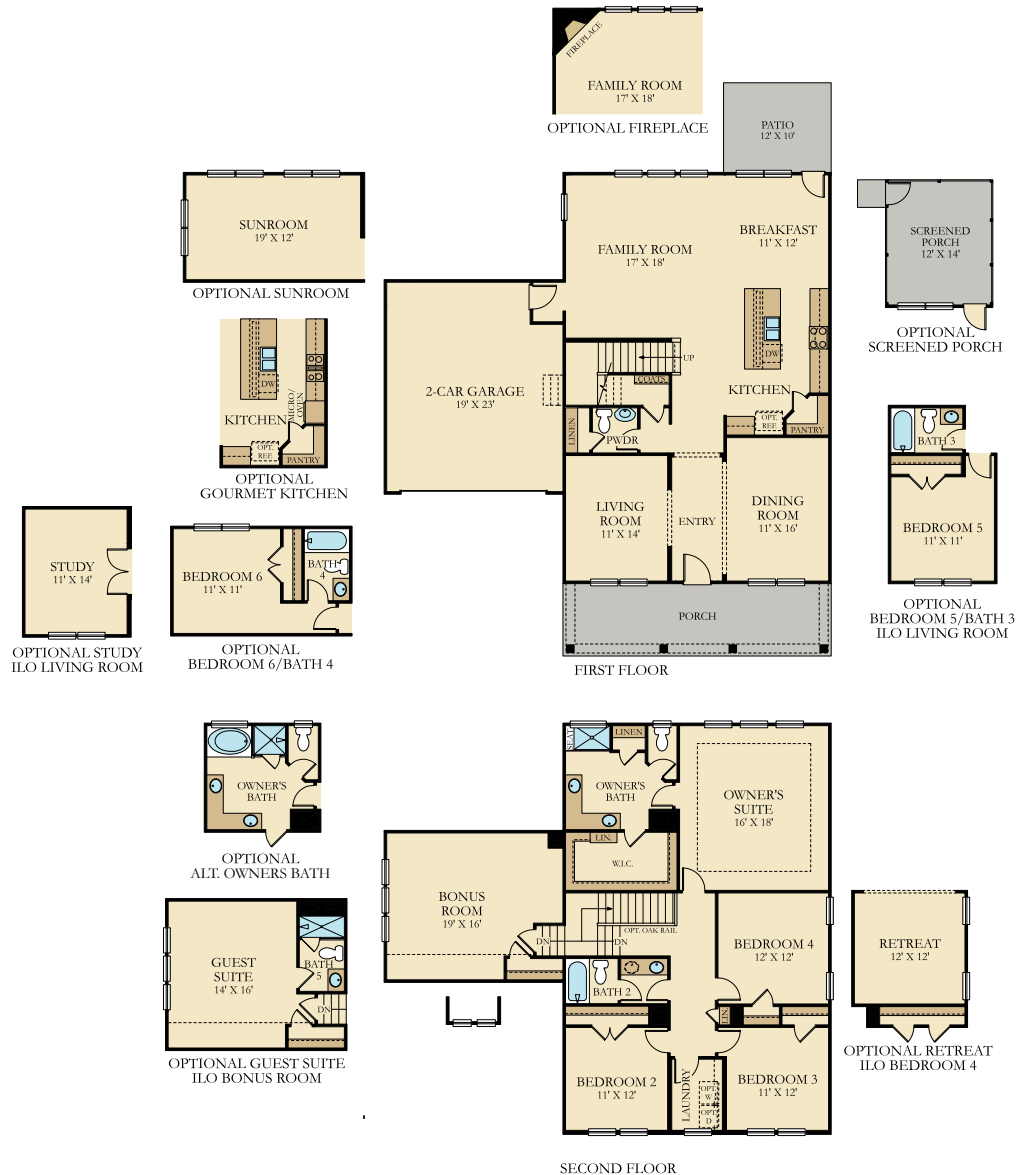 FIREPLACE
FAMILY ROOM
17' X 18'
OPTIONAL FIREPLACE
PATIO
12' X 10'
SUNROOM
19' X 12'
OPTIONAL SUNROOM
FAMILY ROOM
17' X 18'
BREAKFAST
11' X 12'
SCREENED
PORCH
12' X 14'
OPTIONAL
SCREENED PORCH
DW
MICRO/
OVEN
KITCHEN
OPT.
REF.
PANTRY
OPTIONAL
GOURMET KITCHEN
2-CAR GARAGE
19' X 23'
UP
COATS
LINEN
PWDR
DW
KITCHEN
OPT.
REF.
PANTRY
LIVING
ROOM
11' X 14'
ENTRY
DINING
ROOM
11' X 16'
PORCH
FIRST FLOOR
BATH 3
BEDROOM 5
11' X 11'
OPTIONAL
BEDROOM 5/BATH 3
ILO LIVING ROOM
STUDY
11' X 14'
OPTIONAL STUDY
ILO LIVING ROOM
BEDROOM 6
11' X 11'
BATH
4
OPTIONAL
BEDROOM 6/BATH 4
OWNER'S
BATH
OPTIONAL
ALT. OWNERS BATH
SEAT
LINEN
OWNER'S
BATH
OWNER'S
SUITE
16' X 18'
LIN.
W.I.C.
BONUS
ROOM
19' X 16'
DN
DN
OPT. OAK RAIL
BEDROOM 4
12' X 12'
BATH 2
LIN.
BEDROOM 2
11' X 12'
LAUNDRY
OPT.
W
OPT.
D
BEDROOM 3
11' X 12'
RETREAT
12' X 12'
OPTIONAL RETREAT
ILO BEDROOM 4
GUEST
SUITE
14' X 16'
BATH
5
DN
OPTIONAL GUEST SUITE
ILO BONUS ROOM
SECOND FLOOR